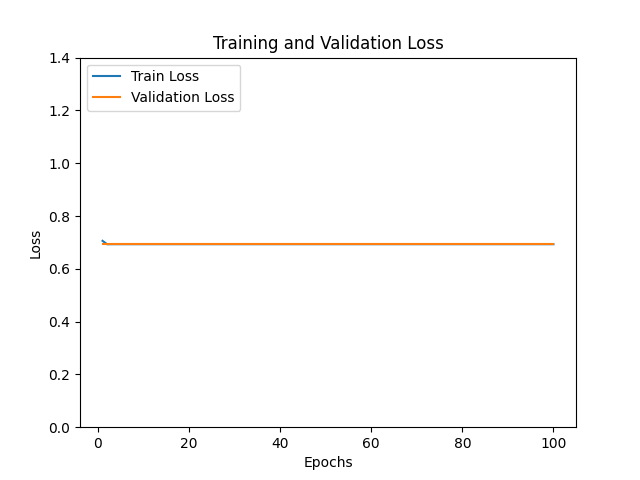 Training and Validation Loss
Train Loss
Validation Loss
1.4
1.2
1.0
0.8
0.6
0.4
0.2
0.0
Loss
0 20 40 60 80 100
Epochs